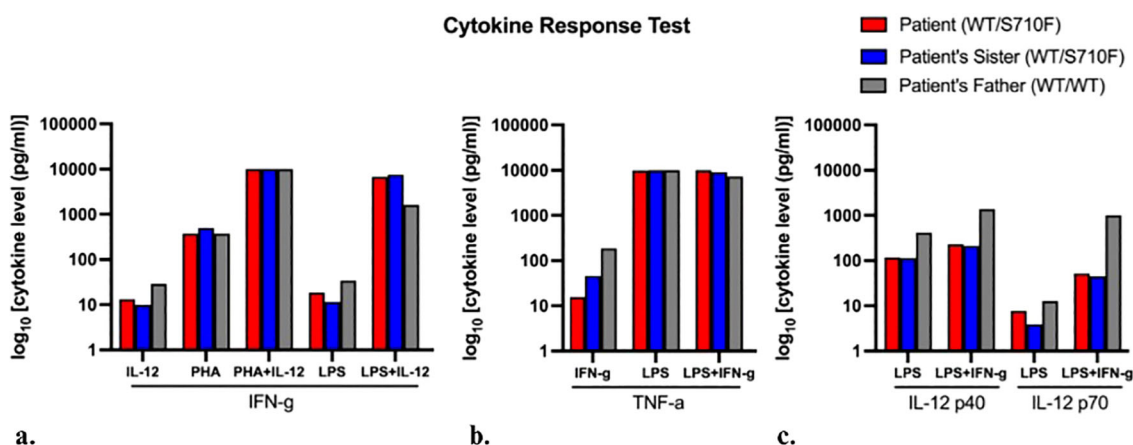 Cytokine Response Test
Patient (WT/S710F)
Patient's Sister (WT/S710F)
Patient's Father (WT/WT)
log10 [cytokine level (pg/ml)]
100000
10000
1000
100
10
1
IL-12 PHA PHA+IL-12 LPS LPS+IL-12
IFN-g
a.
log10 [cytokine level (pg/ml)]
100000
10000
1000
100
10
1
IFN-g LPS LPS+IFN-g
TNF-a
b.
log10 [cytokine level (pg/ml)]
100000
10000
1000
100
10
1
LPS LPS+IFN-g LPS LPS+IFN-g
IL-12 p40 IL-12 p70
c.